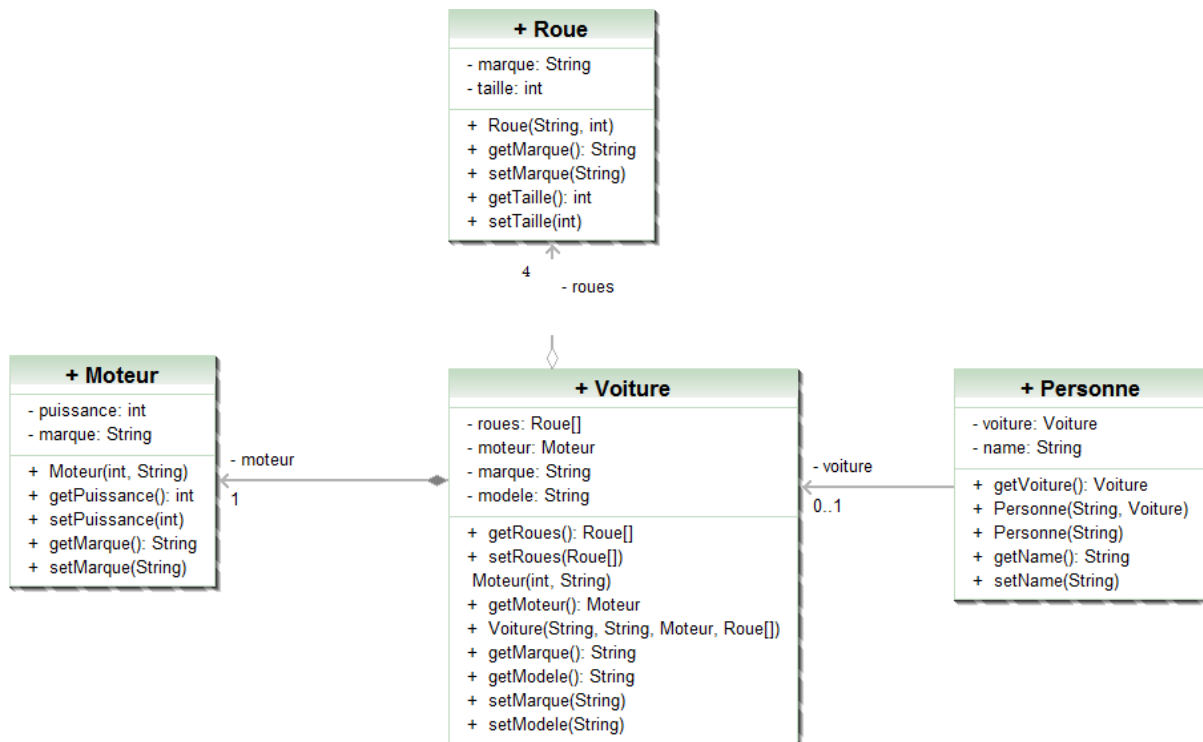 + Roue
- marque: String
- taille: int
+ Roue(String, int)
+ getMarque(): String
+ setMarque(String)
+ getTaille(): int
+ setTaille(int)
4
- roues
+ Moteur
- puissance: int
- marque: String
+ Moteur(int, String)
+ getPuissance(): int
+ setPuissance(int)
+ getMarque(): String
+ setMarque(String)
- moteur
1
+ Voiture
- roues: Roue[]
- moteur: Moteur
- marque: String
- modele: String
+ getRoues(): Roue[]
+ setRoues(Roue[])
Moteur(int, String)
+ getMoteur(): Moteur
+ Voiture(String, String, Moteur, Roue[])
+ getMarque(): String
+ getModele(): String
+ setMarque(String)
+ setModele(String)
- voiture
0..1
+ Personne
- voiture: Voiture
- name: String
+ getVoiture(): Voiture
+ Personne(String, Voiture)
+ Personne(String)
+ getName(): String
+ setName(String)